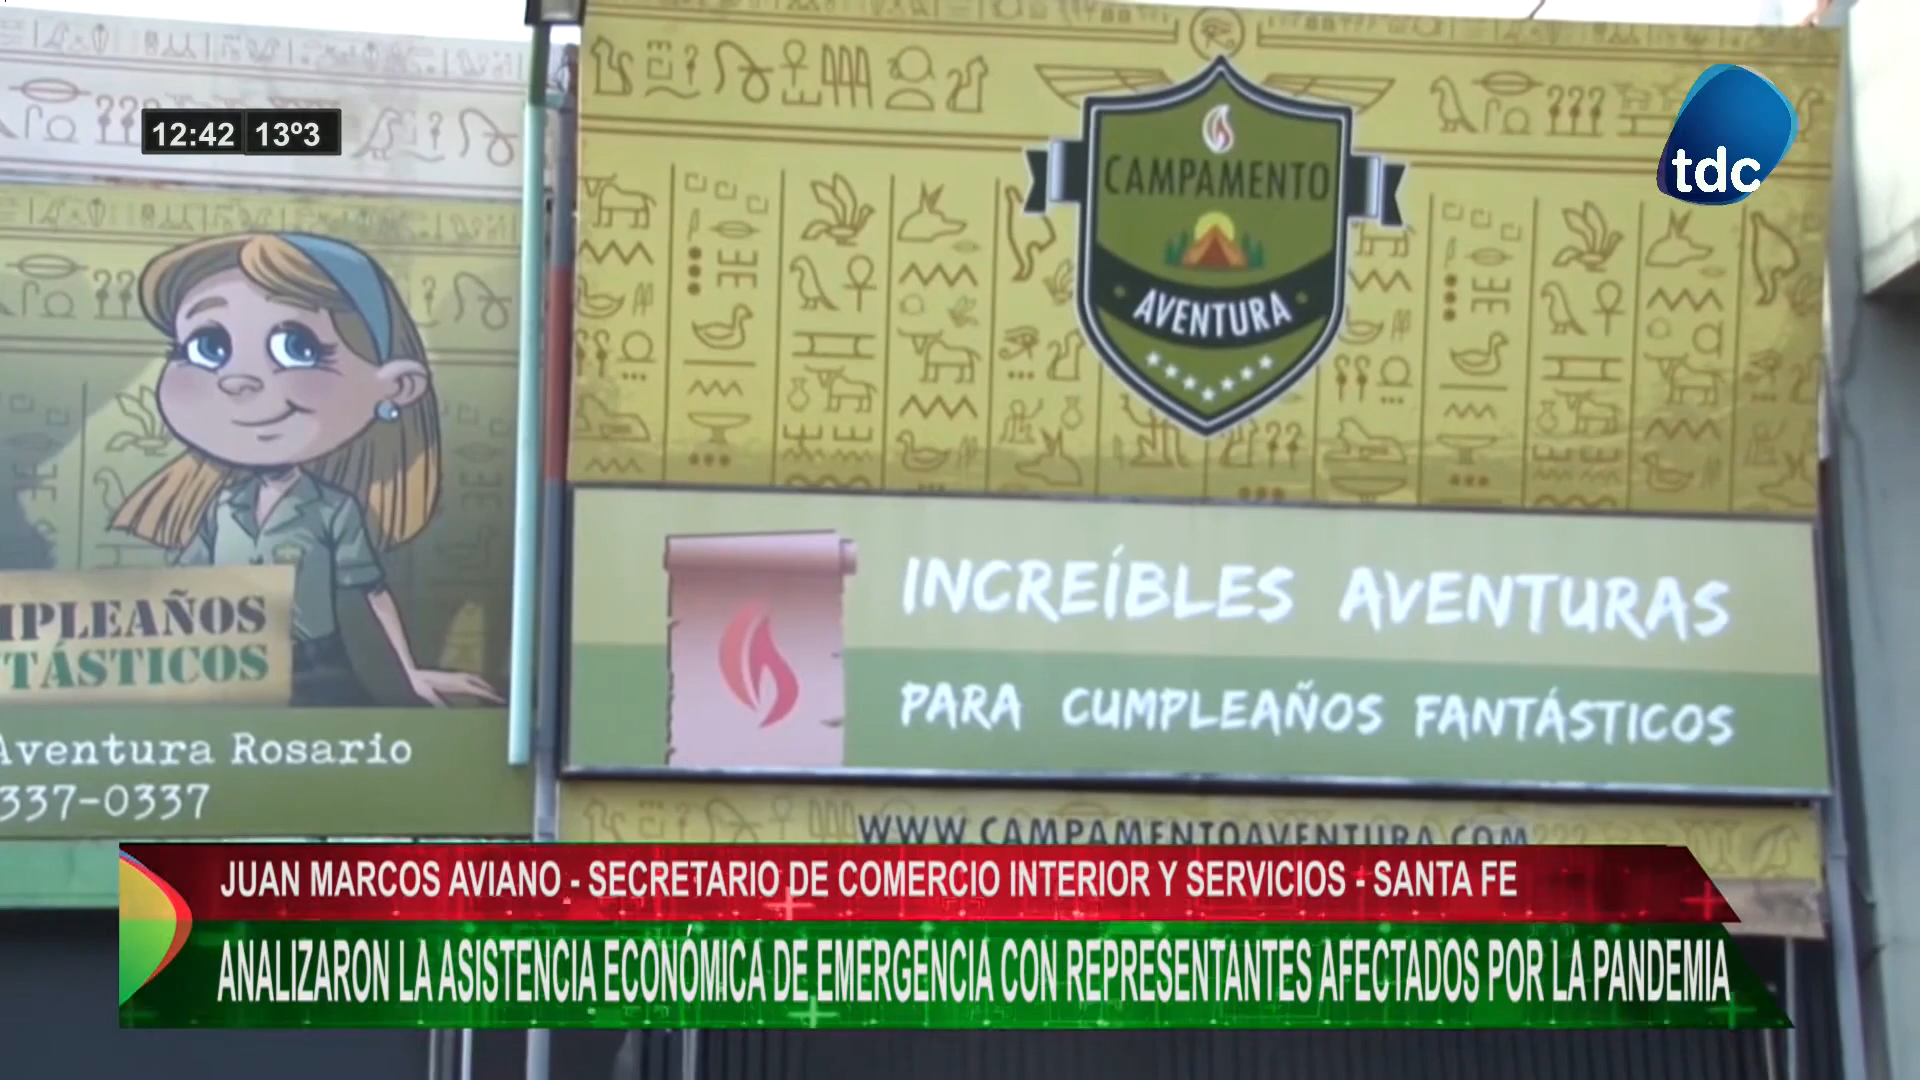 12:42 13º3
tdc
CAMPAMENTO
AVENTURA
INCREÍBLES AVENTURAS
PARA CUMPLEAÑOS FANTÁSTICOS
MPLEAÑOS
TÁSTICOS
Aventura Rosario
337-0337
WWW.CAMPAMENTOAVENTURA.COM
JUAN MARCOS AVIANO - SECRETARIO DE COMERCIO INTERIOR Y SERVICIOS - SANTA FE
ANALIZARON LA ASISTENCIA ECONÓMICA DE EMERGENCIA CON REPRESENTANTES AFECTADOS POR LA PANDEMIA